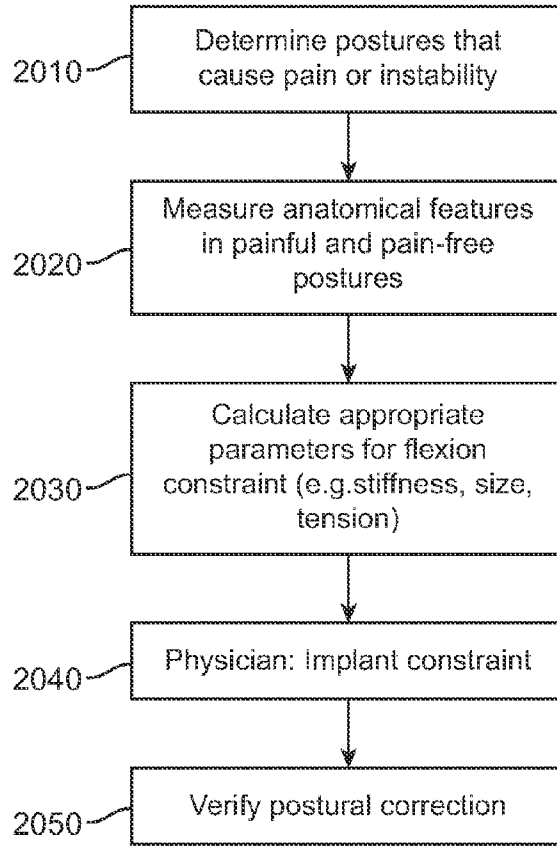 2010
Determine postures that
cause pain or instability
2020
Measure anatomical features
in painful and pain-free
postures
2030
Calculate appropriate
parameters for flexion
constraint (e.g.stiffness, size,
tension)
2040
Physician: Implant constraint
2050
Verify postural correction